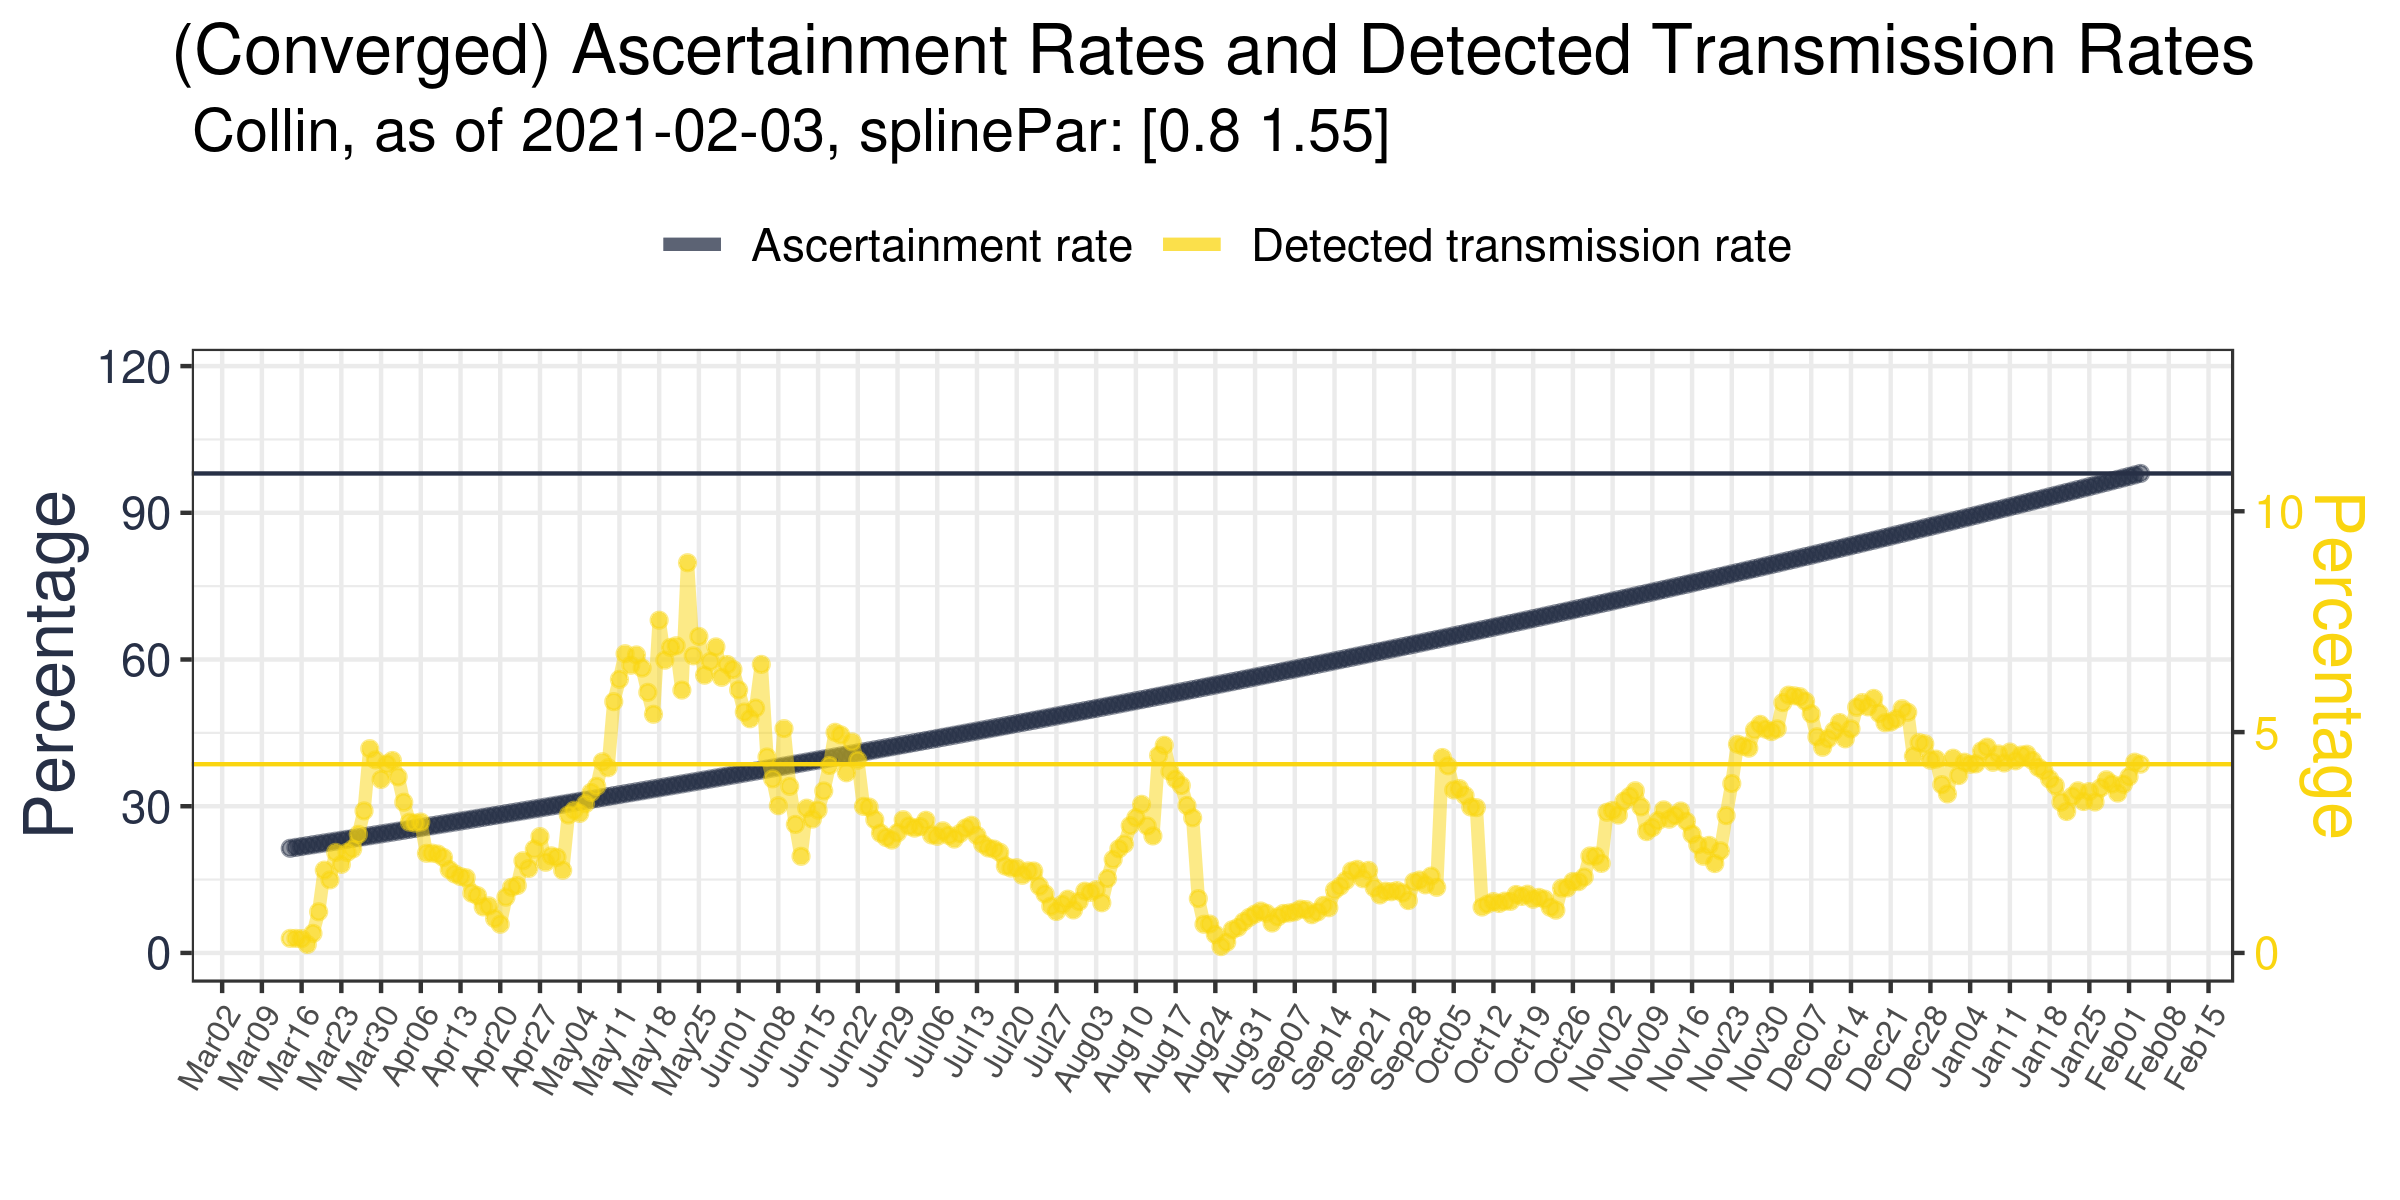 (Converged) Ascertainment Rates and Detected Transmission Rates
Collin, as of 2021-02-03, splinePar: [0.8 1.55]
Ascertainment rate
Detected transmission rate
Percentage
120
90
60
30
0
10
5
0
Percentage
Mar02
Mar09
Mar16
Mar23
Mar30
Apr06
Apr13
Apr20
Apr27
May04
May11
May18
May25
Jun01
Jun08
Jun15
Jun22
Jun29
Jul06
Jul13
Jul20
Jul27
Aug03
Aug10
Aug17
Aug24
Aug31
Sep07
Sep14
Sep21
Sep28
Oct05
Oct12
Oct19
Oct26
Nov02
Nov09
Nov16
Nov23
Nov30
Dec07
Dec14
Dec21
Dec28
Jan04
Jan11
Jan18
Jan25
Feb01
Feb08
Feb15